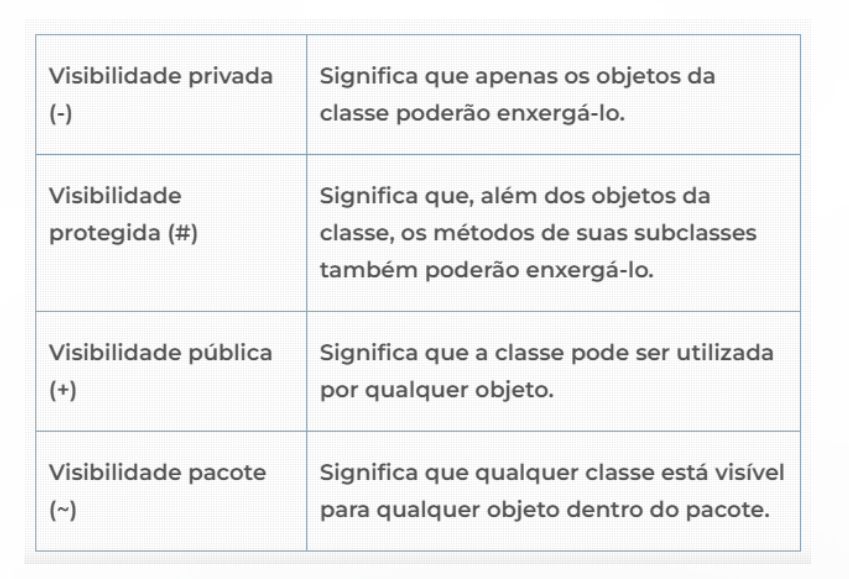 Visibilidade privada
(-)
Significa que apenas os objetos da
classe poderão enxergá-lo.
Visibilidade
protegida (#)
Significa que, além dos objetos da
classe, os métodos de suas subclasses
também poderão enxergá-lo.
Visibilidade pública
(+)
Significa que a classe pode ser utilizada
por qualquer objeto.
Visibilidade pacote
(~)
Significa que qualquer classe está visível
para qualquer objeto dentro do pacote.